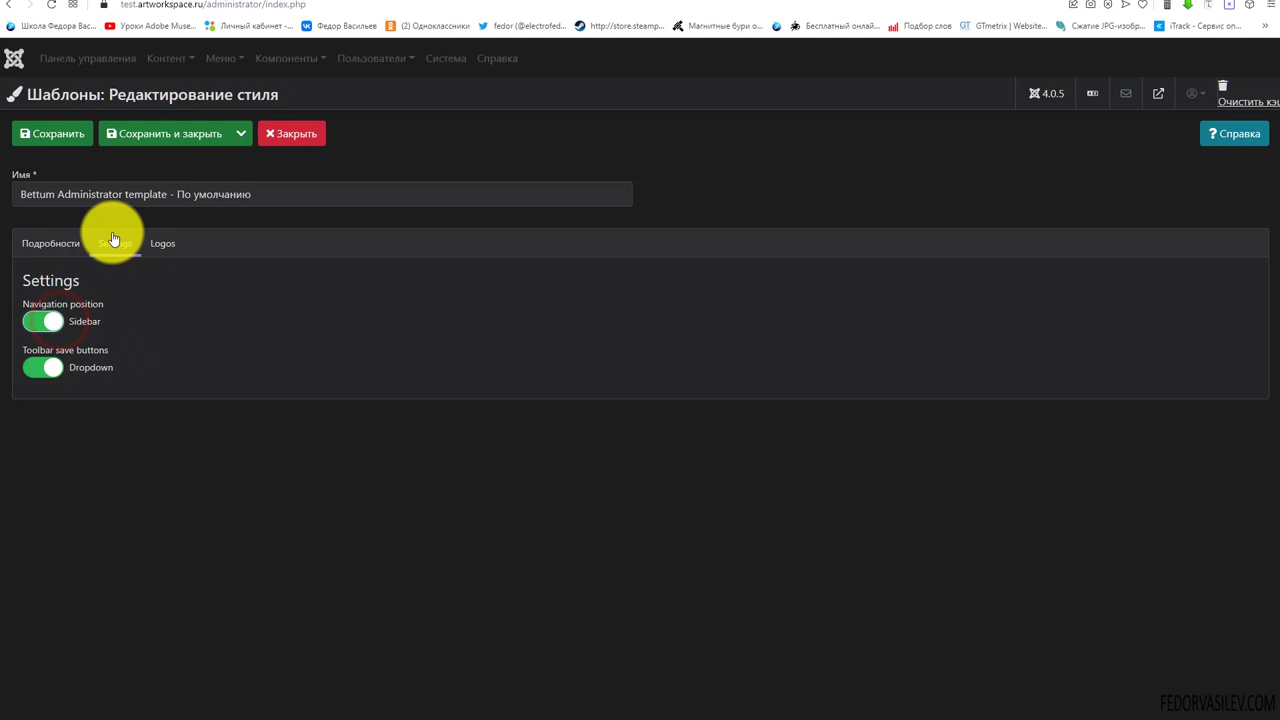 test.artworkspace.ru/administrator/index.php
Школа Федора Вас... Уроки Adobe Muse... Личный кабинет -... Федор Васильев (2) Одноклассники fedor (@electrofed... http://store.steamp... Магнитные бури о... Бесплатный онлай... Подбор слов GTmetrix | Website... Сжатие JPG-изобр... iTrack - Сервис оп...
Панель управления Контент Меню Компоненты Пользователи Система Справка
Шаблоны: Редактирование стиля 4.0.5 Очистить кэш
Сохранить Сохранить и закрыть Закрыть Справка
Имя *
Bettum Administrator template - По умолчанию
Подробности Settings Logos
Settings
Navigation position
Sidebar
Toolbar save buttons
Dropdown
FEDORVASILEV.COM